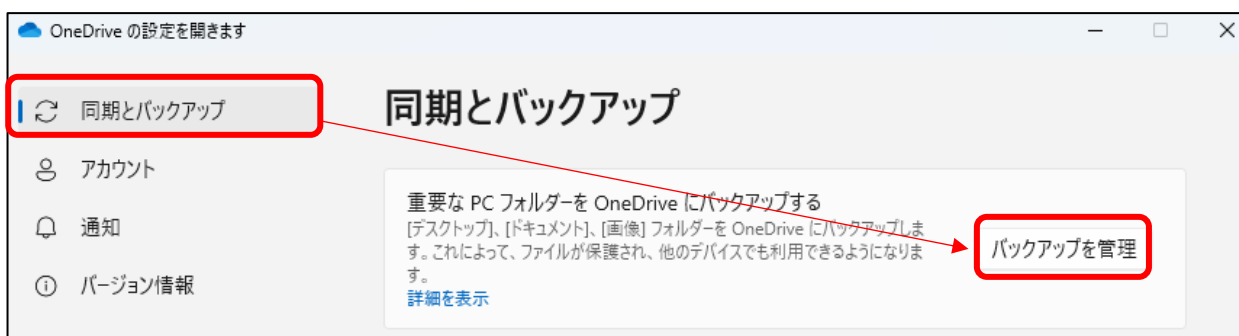 OneDrive の設定を開きます
同期とバックアップ
アカウント
通知
バージョン情報
同期とバックアップ
重要な PC フォルダーを OneDrive にバックアップする
[デスクトップ]、[ドキュメント]、[画像] フォルダーを OneDrive にバックアップしま
す。これによって、ファイルが保護され、他のデバイスでも利用できるようになりま
す。
詳細を表示
バックアップを管理